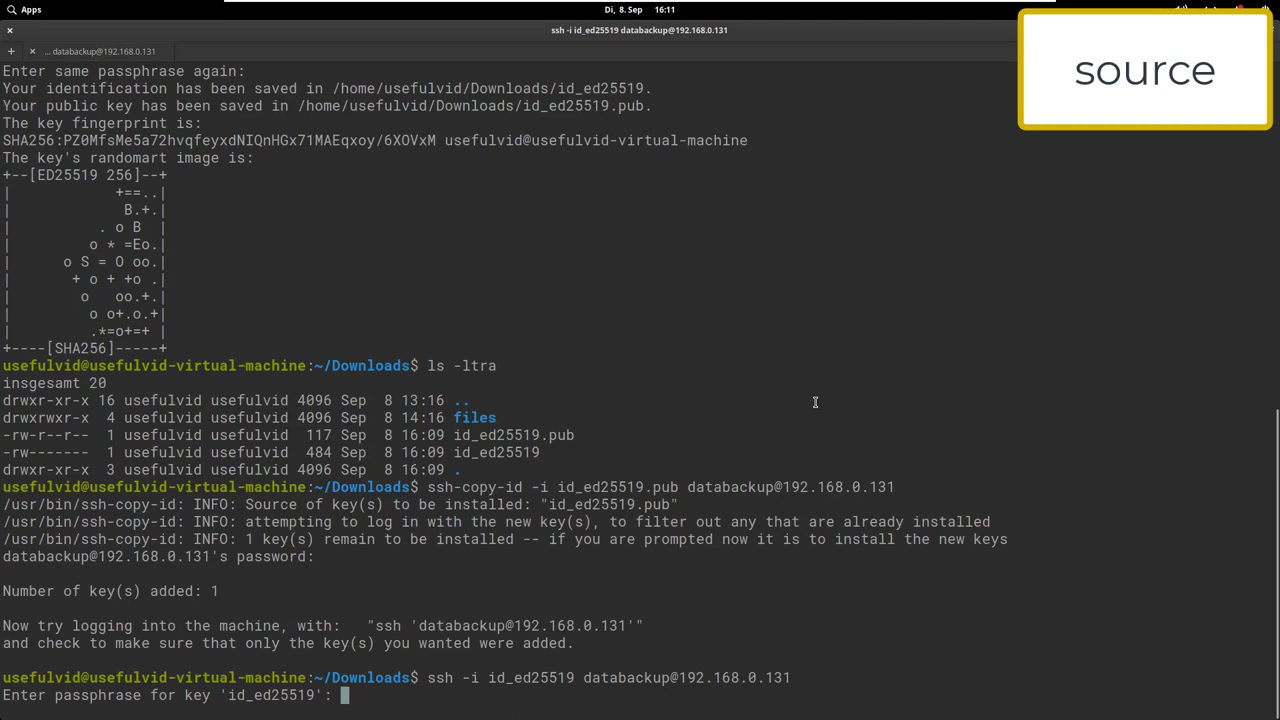 Apps
Di, 8. Sep 16:11
ssh -i id_ed25519 databackup@192.168.0.131
... databackup@192.168.0.131
source
Enter same passphrase again:
Your identification has been saved in /home/usefulvid/Downloads/id_ed25519.
Your public key has been saved in /home/usefulvid/Downloads/id_ed25519.pub.
The key fingerprint is:
SHA256:PZ0MfsMe5a72hvqfeyxdNIQnHGx71MAEqxoy/6XOVxM usefulvid@usefulvid-virtual-machine
The key's randomart image is:
+--[ED25519 256]--+
|             +==..|
|              B.+.|
|           . o B  |
|          o * =Eo.|
|       o S = O oo.|
|        + o + +o .|
|         o   oo.+.|
|          o o+.o.+|
|          .*=o+=+ |
+----[SHA256]-----+
usefulvid@usefulvid-virtual-machine:~/Downloads$ ls -ltra
insgesamt 20
drwxr-xr-x 16 usefulvid usefulvid 4096 Sep  8 13:16 ..
drwxrwxr-x  4 usefulvid usefulvid 4096 Sep  8 14:16 files
-rw-r--r--  1 usefulvid usefulvid  117 Sep  8 16:09 id_ed25519.pub
-rw-------  1 usefulvid usefulvid  484 Sep  8 16:09 id_ed25519
drwxr-xr-x  3 usefulvid usefulvid 4096 Sep  8 16:09 .
usefulvid@usefulvid-virtual-machine:~/Downloads$ ssh-copy-id -i id_ed25519.pub databackup@192.168.0.131
/usr/bin/ssh-copy-id: INFO: Source of key(s) to be installed: "id_ed25519.pub"
/usr/bin/ssh-copy-id: INFO: attempting to log in with the new key(s), to filter out any that are already installed
/usr/bin/ssh-copy-id: INFO: 1 key(s) remain to be installed -- if you are prompted now it is to install the new keys
databackup@192.168.0.131's password:
Number of key(s) added: 1
Now try logging into the machine, with:   "ssh 'databackup@192.168.0.131'"
and check to make sure that only the key(s) you wanted were added.
usefulvid@usefulvid-virtual-machine:~/Downloads$ ssh -i id_ed25519 databackup@192.168.0.131
Enter passphrase for key 'id_ed25519':